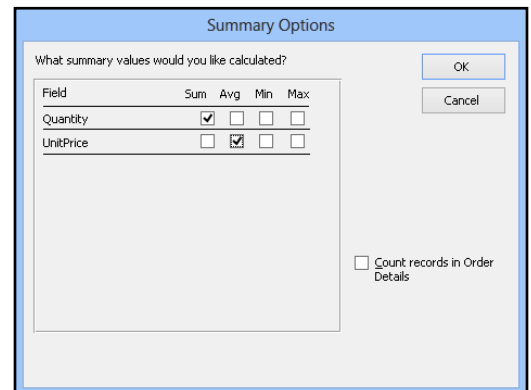 Summary Options
What summary values would you like calculated?
OK
Cancel
Field Sum Avg Min Max
Quantity
UnitPrice
Count records in Order
Details